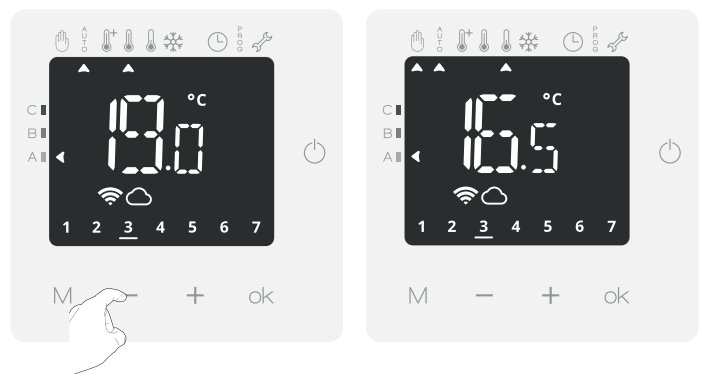 AUTO PROG AUTO PROG
°C °C
C C
19.0 16.5
B B
A A
1 2 3 4 5 6 7 1 2 3 4 5 6 7
M − + ok M − + ok